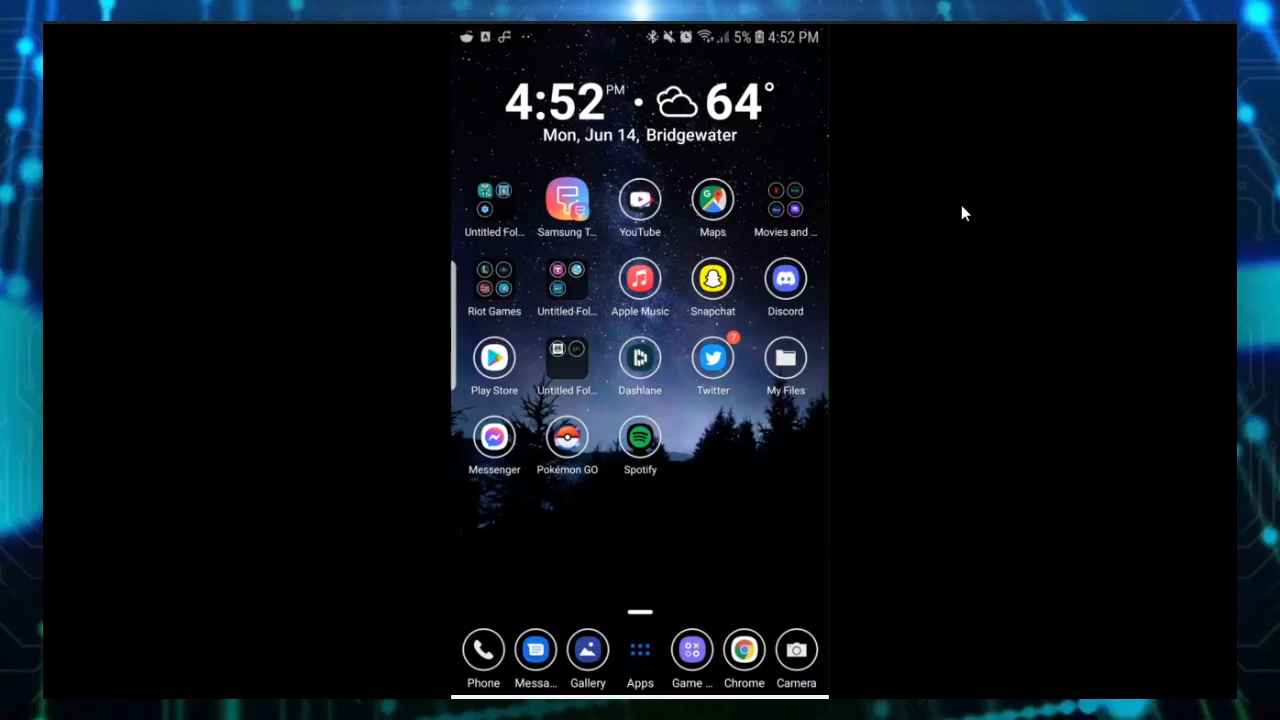 5% 4:52 PM
4:52 PM • 64°
Mon, Jun 14, Bridgewater
Untitled Fol... Samsung T... YouTube Maps Movies and ...
Riot Games Untitled Fol... Apple Music Snapchat Discord
7
Play Store Untitled Fol... Dashlane Twitter My Files
Messenger Pokémon GO Spotify
Phone Messa... Gallery Apps Game ... Chrome Camera